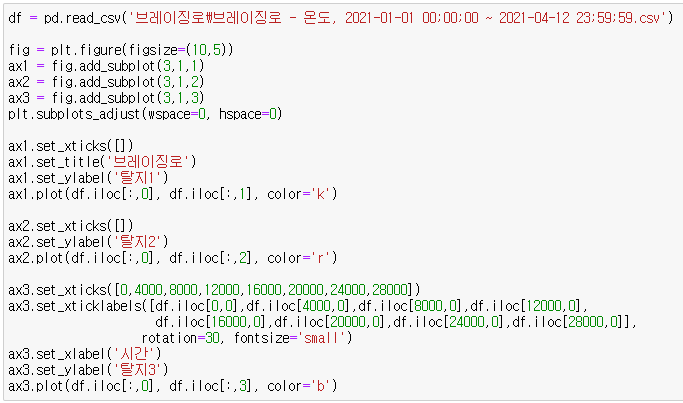 df = pd.read_csv('브레이징로\브레이징로 - 온도, 2021-01-01 00;00;00 ~ 2021-04-12 23;59;59.csv')
fig = plt.figure(figsize=(10,5))
ax1 = fig.add_subplot(3,1,1)
ax2 = fig.add_subplot(3,1,2)
ax3 = fig.add_subplot(3,1,3)
plt.subplots_adjust(wspace=0, hspace=0)
ax1.set_xticks([])
ax1.set_title('브레이징로')
ax1.set_ylabel('탈지1')
ax1.plot(df.iloc[:,0], df.iloc[:,1], color='k')
ax2.set_xticks([])
ax2.set_ylabel('탈지2')
ax2.plot(df.iloc[:,0], df.iloc[:,2], color='r')
ax3.set_xticks([0,4000,8000,12000,16000,20000,24000,28000])
ax3.set_xticklabels([df.iloc[0,0],df.iloc[4000,0],df.iloc[8000,0],df.iloc[12000,0],
df.iloc[16000,0],df.iloc[20000,0],df.iloc[24000,0],df.iloc[28000,0]],
rotation=30, fontsize='small')
ax3.set_xlabel('시간')
ax3.set_ylabel('탈지3')
ax3.plot(df.iloc[:,0], df.iloc[:,3], color='b')